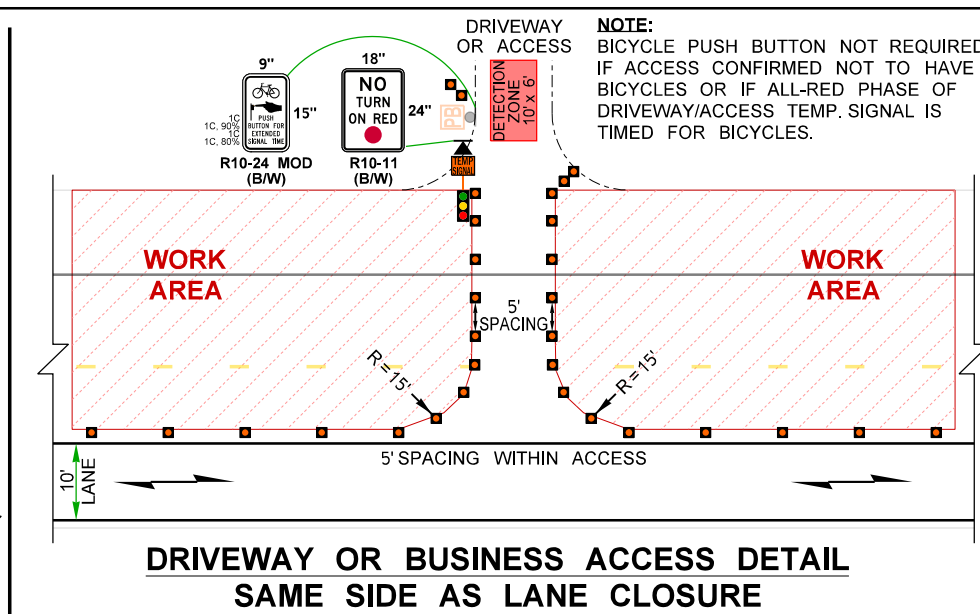 DRIVEWAY
OR ACCESS
NOTE:
BICYCLE PUSH BUTTON NOT REQUIRED
IF ACCESS CONFIRMED NOT TO HAVE
BICYCLES OR IF ALL-RED PHASE OF
DRIVEWAY/ACCESS TEMP. SIGNAL IS
TIMED FOR BICYCLES.
9"
15"
PUSH
BUTTON FOR
EXTENDED
SIGNAL TIME
1C
1C, 90%
1C
1C, 80%
R10-24 MOD
(B/W)
18"
24"
NO
TURN
ON RED
R10-11
(B/W)
PB
TEMP
SIGNAL
DETECTION
ZONE
10' x 6'
WORK
AREA
WORK
AREA
5'
SPACING
R=15'
R=15'
5' SPACING WITHIN ACCESS
10'
LANE
DRIVEWAY OR BUSINESS ACCESS DETAIL
SAME SIDE AS LANE CLOSURE